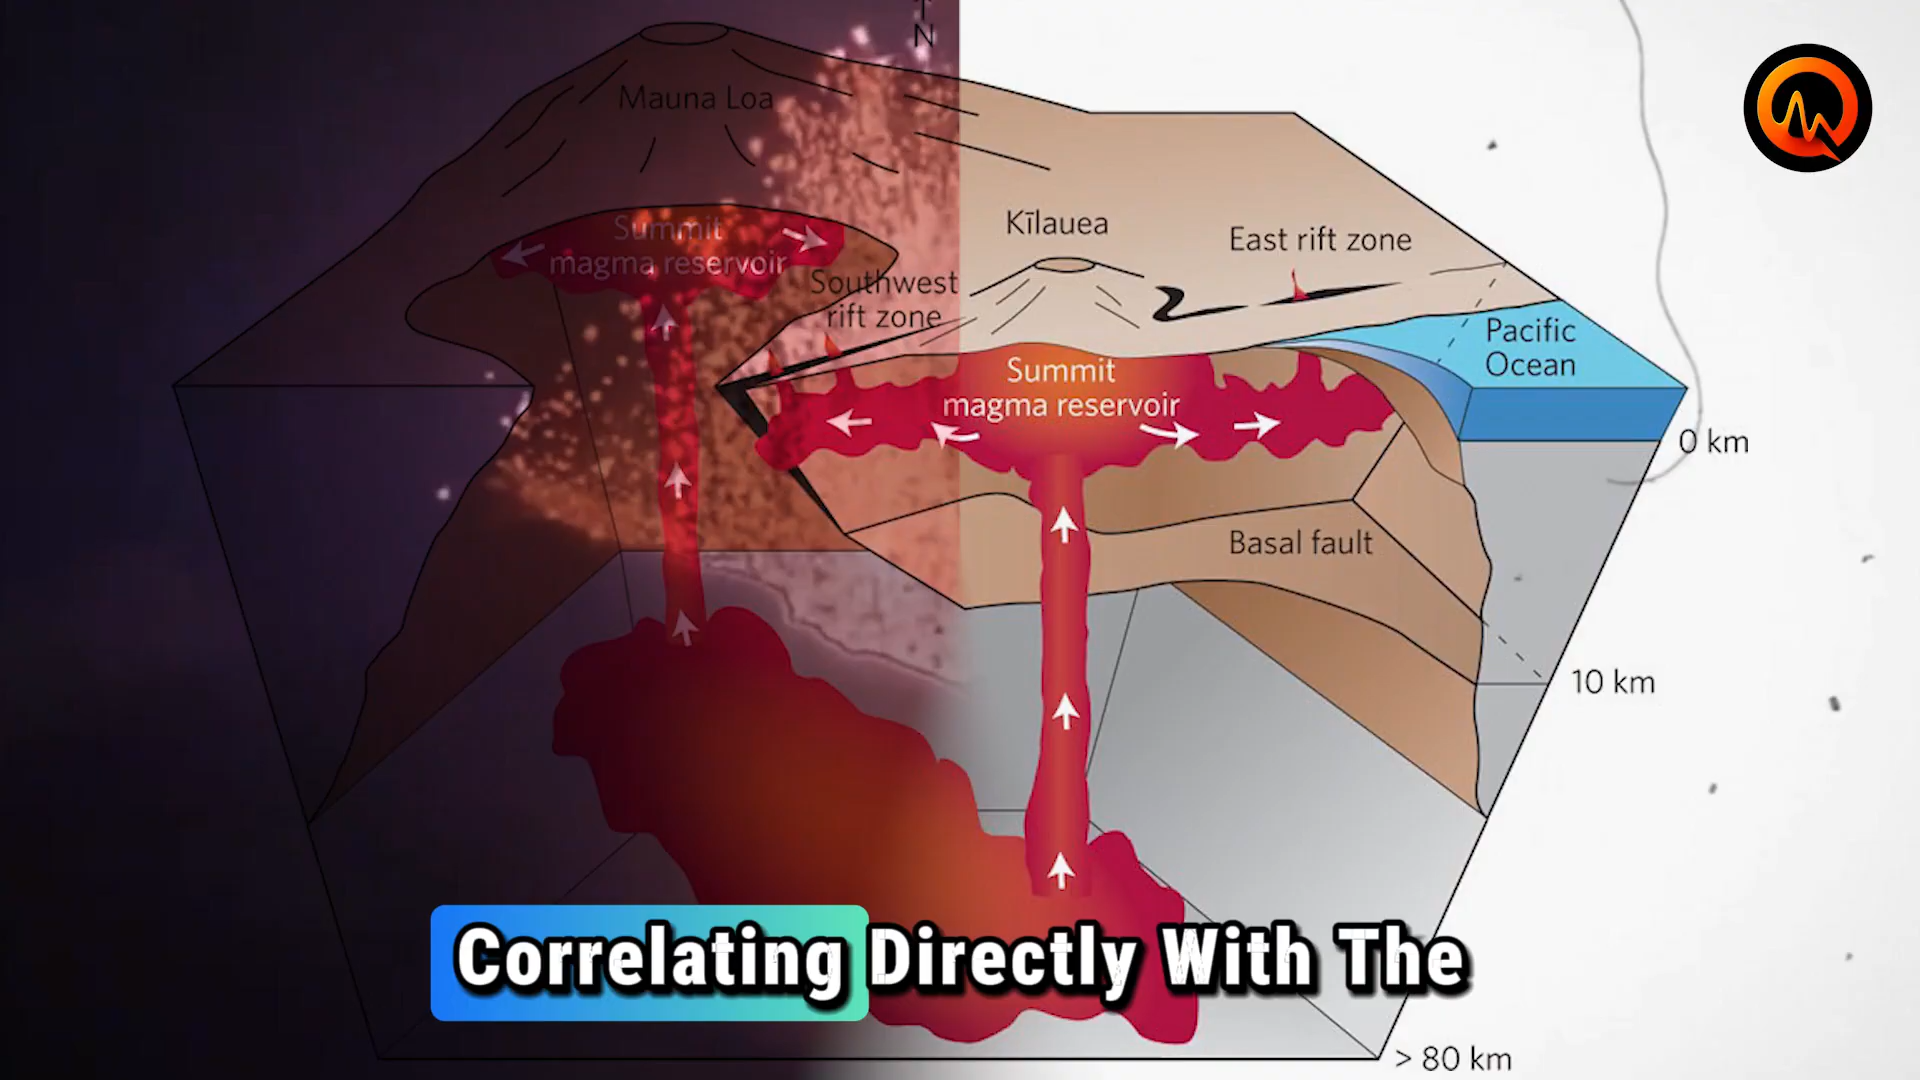 N
Mauna Loa
Summit
magma reservoir
Southwest
rift zone
Kīlauea
East rift zone
Pacific
Ocean
Summit
magma reservoir
0 km
Basal fault
10 km
Correlating Directly With The
> 80 km